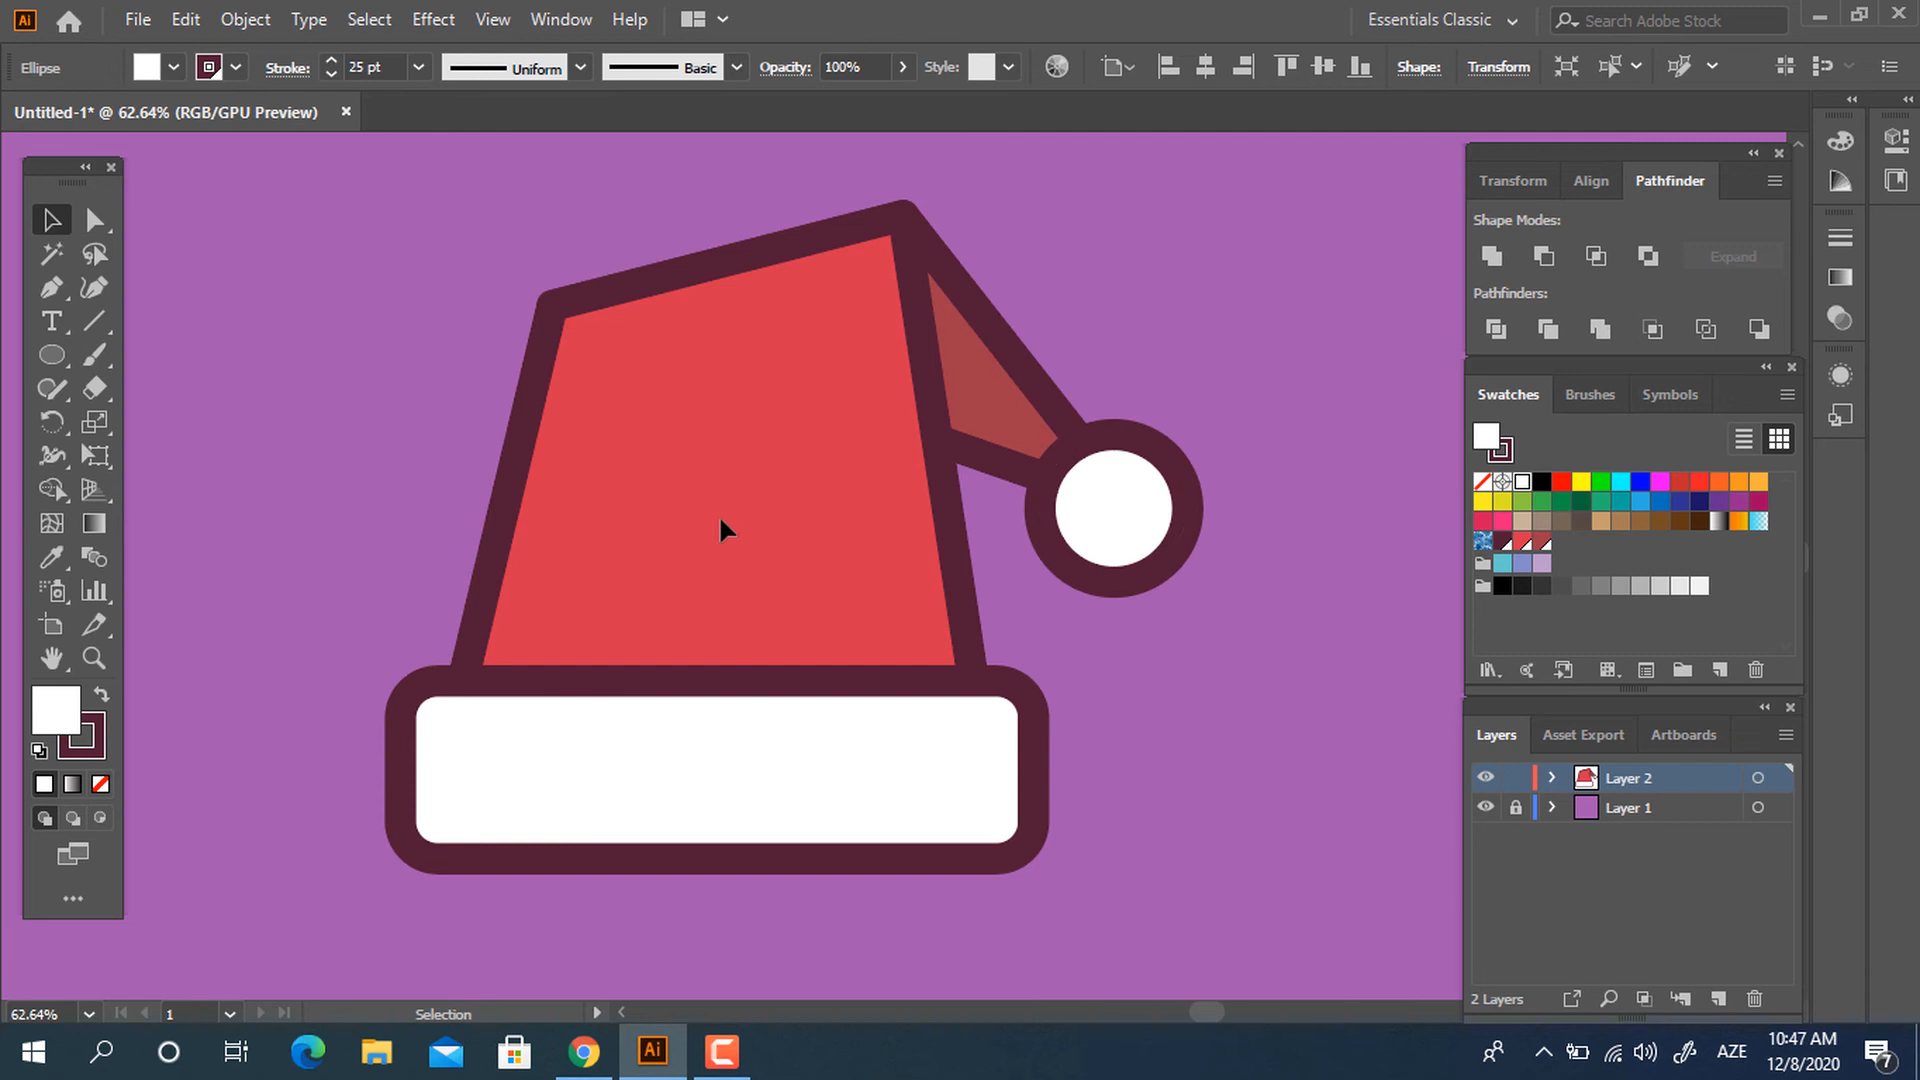 Ai File Edit Object Type Select Effect View Window Help Essentials Classic Search Adobe Stock
Ellipse Stroke: 25 pt Uniform Basic Opacity: 100% Style: Shape: Transform
Untitled-1* @ 62.64% (RGB/GPU Preview)
Transform Align Pathfinder
Shape Modes:
Expand
Pathfinders:
Swatches Brushes Symbols
Layers Asset Export Artboards
Layer 2
Layer 1
2 Layers
62.64% 1 Selection
Ai AZE 10:47 AM
12/8/2020
7